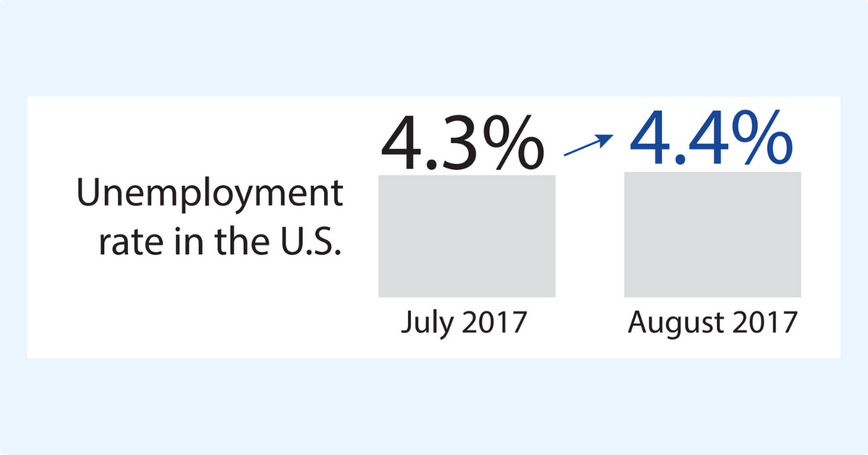 Unemployment
rate in the U.S.
4.3%
4.4%
July 2017
August 2017